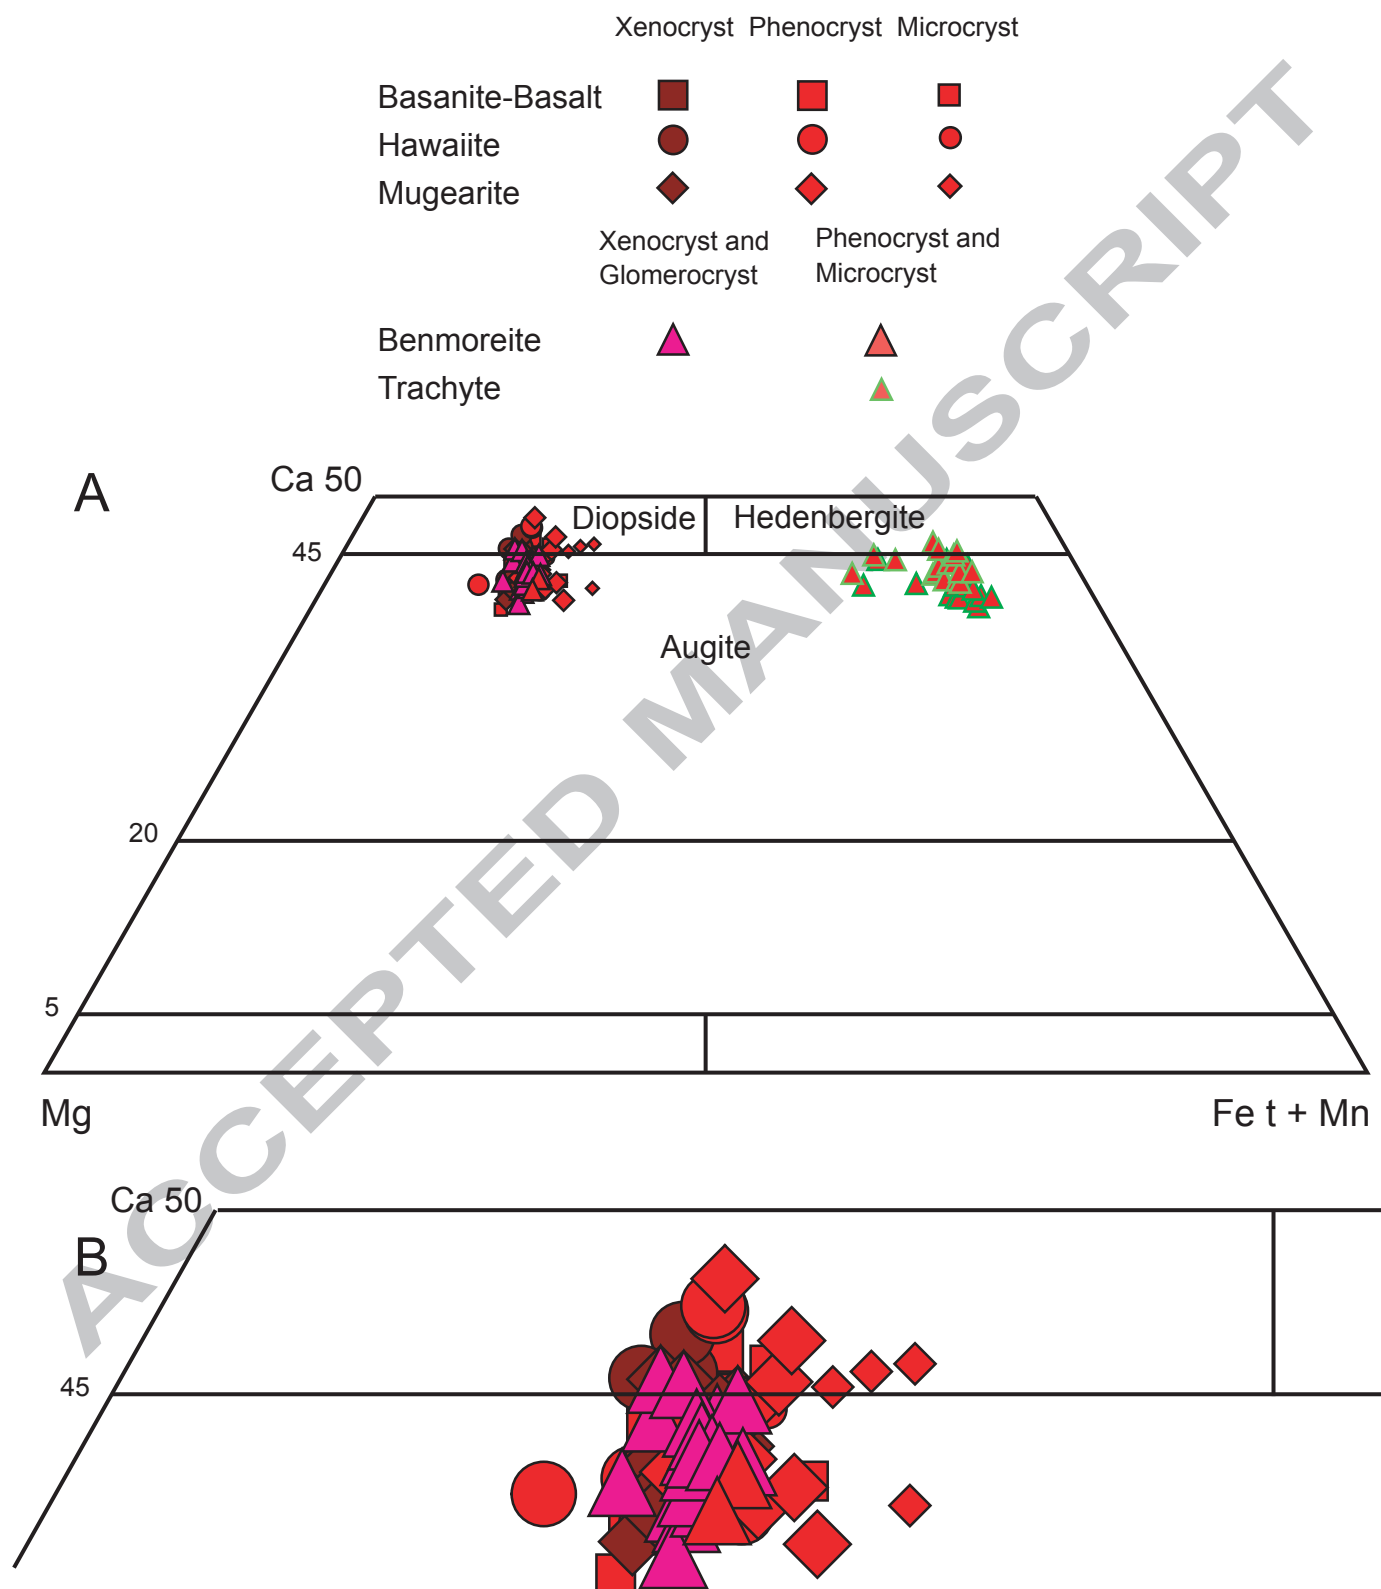 Xenocryst Phenocryst Microcryst
Basanite-Basalt
Hawaiite
Mugearite
Xenocryst and
Glomerocryst
Phenocryst and
Microcryst
Benmoreite
Trachyte
A
Ca 50
Diopside
Hedenbergite
45
Augite
20
5
Mg
Fe t + Mn
Ca 50
B
45
ACCEPTED MANUSCRIPT